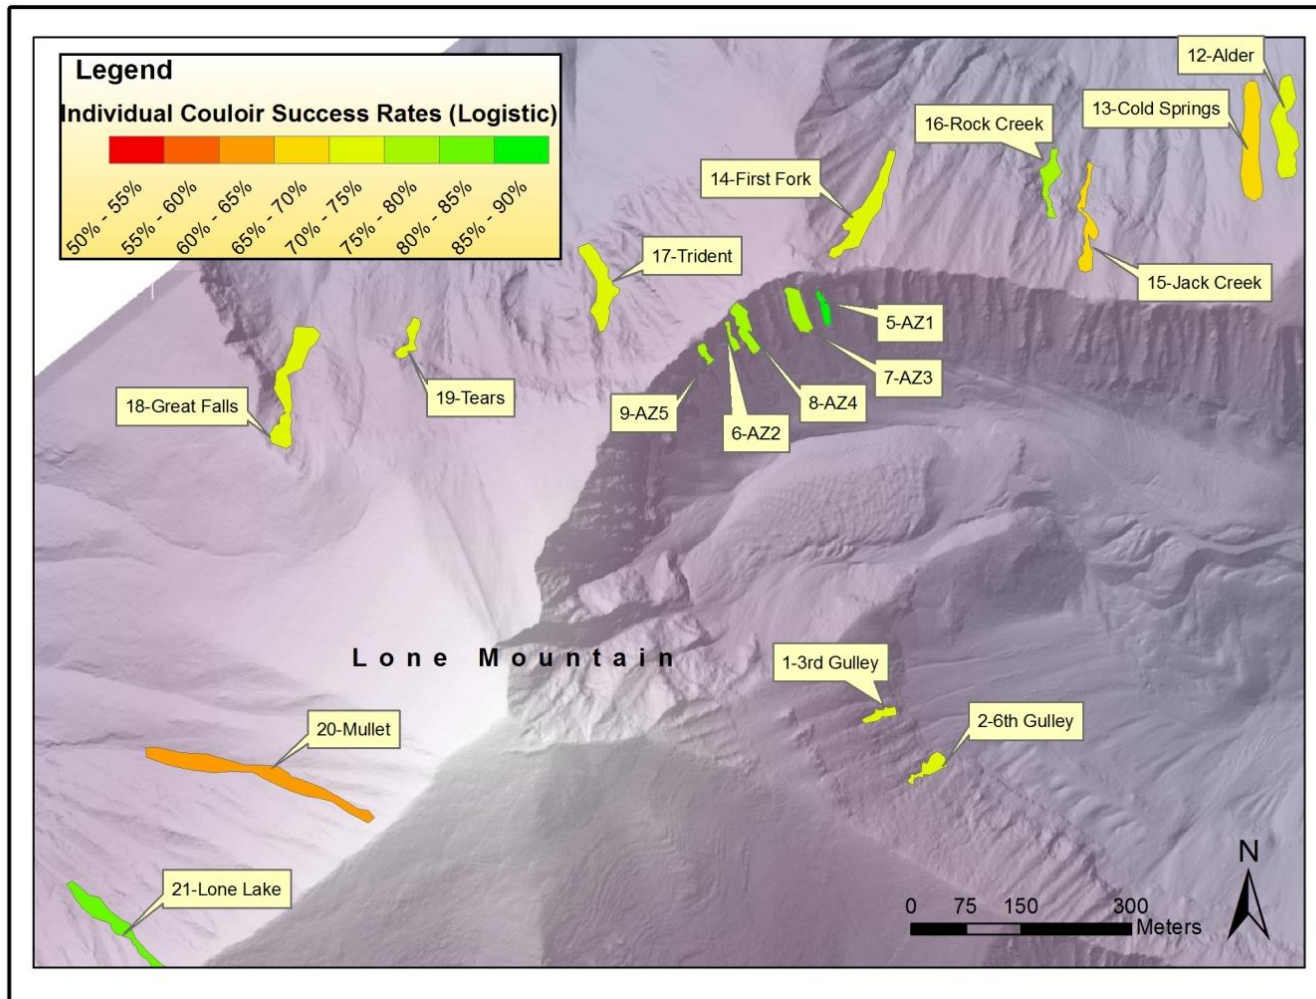 Legend
Individual Couloir Success Rates (Logistic)
50% - 55%
55% - 60%
60% - 65%
65% - 70%
70% - 75%
75% - 80%
80% - 85%
85% - 90%
12-Alder
13-Cold Springs
16-Rock Creek
14-First Fork
17-Trident
15-Jack Creek
5-AZ1
7-AZ3
8-AZ4
9-AZ5
6-AZ2
19-Tears
18-Great Falls
Lone Mountain
1-3rd Gulley
2-6th Gulley
20-Mullet
21-Lone Lake
N
0 75 150 300
Meters